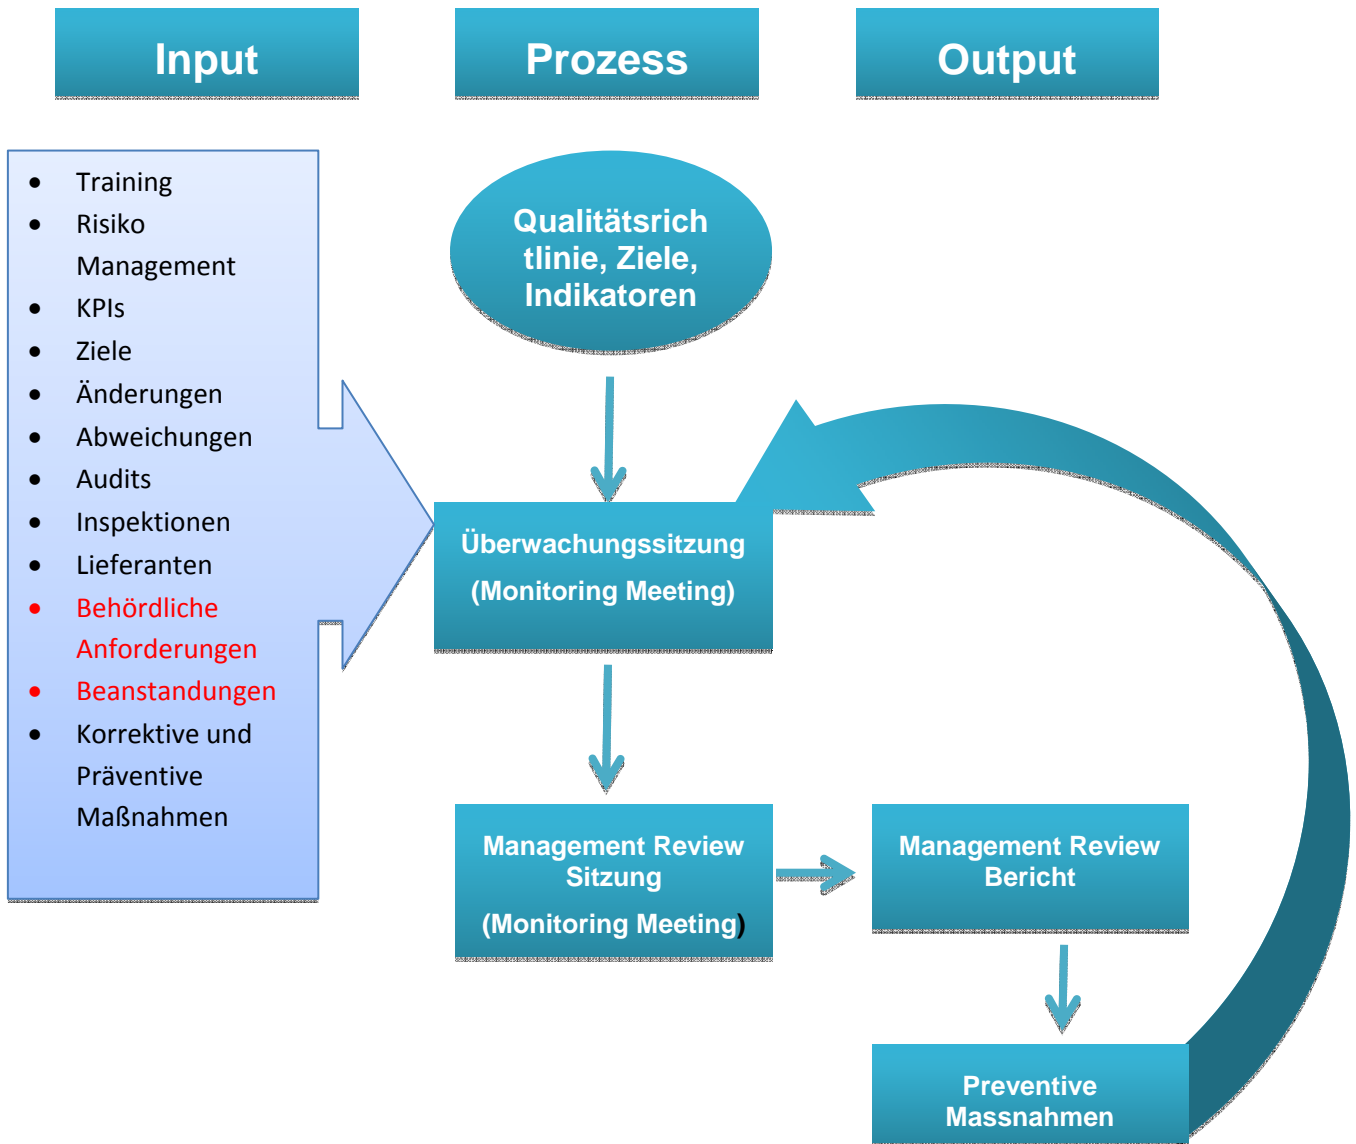 Input
Prozess
Output
• Training
• Risiko
Management
• KPIs
• Ziele
• Änderungen
• Abweichungen
• Audits
• Inspektionen
• Lieferanten
• Behördliche
Anforderungen
• Beanstandungen
• Korrektive und
Präventive
Maßnahmen
Qualitätsrich
tlinie, Ziele,
Indikatoren
Überwachungssitzung
(Monitoring Meeting)
Management Review
Sitzung
(Monitoring Meeting)
Management Review
Bericht
Preventive
Massnahmen